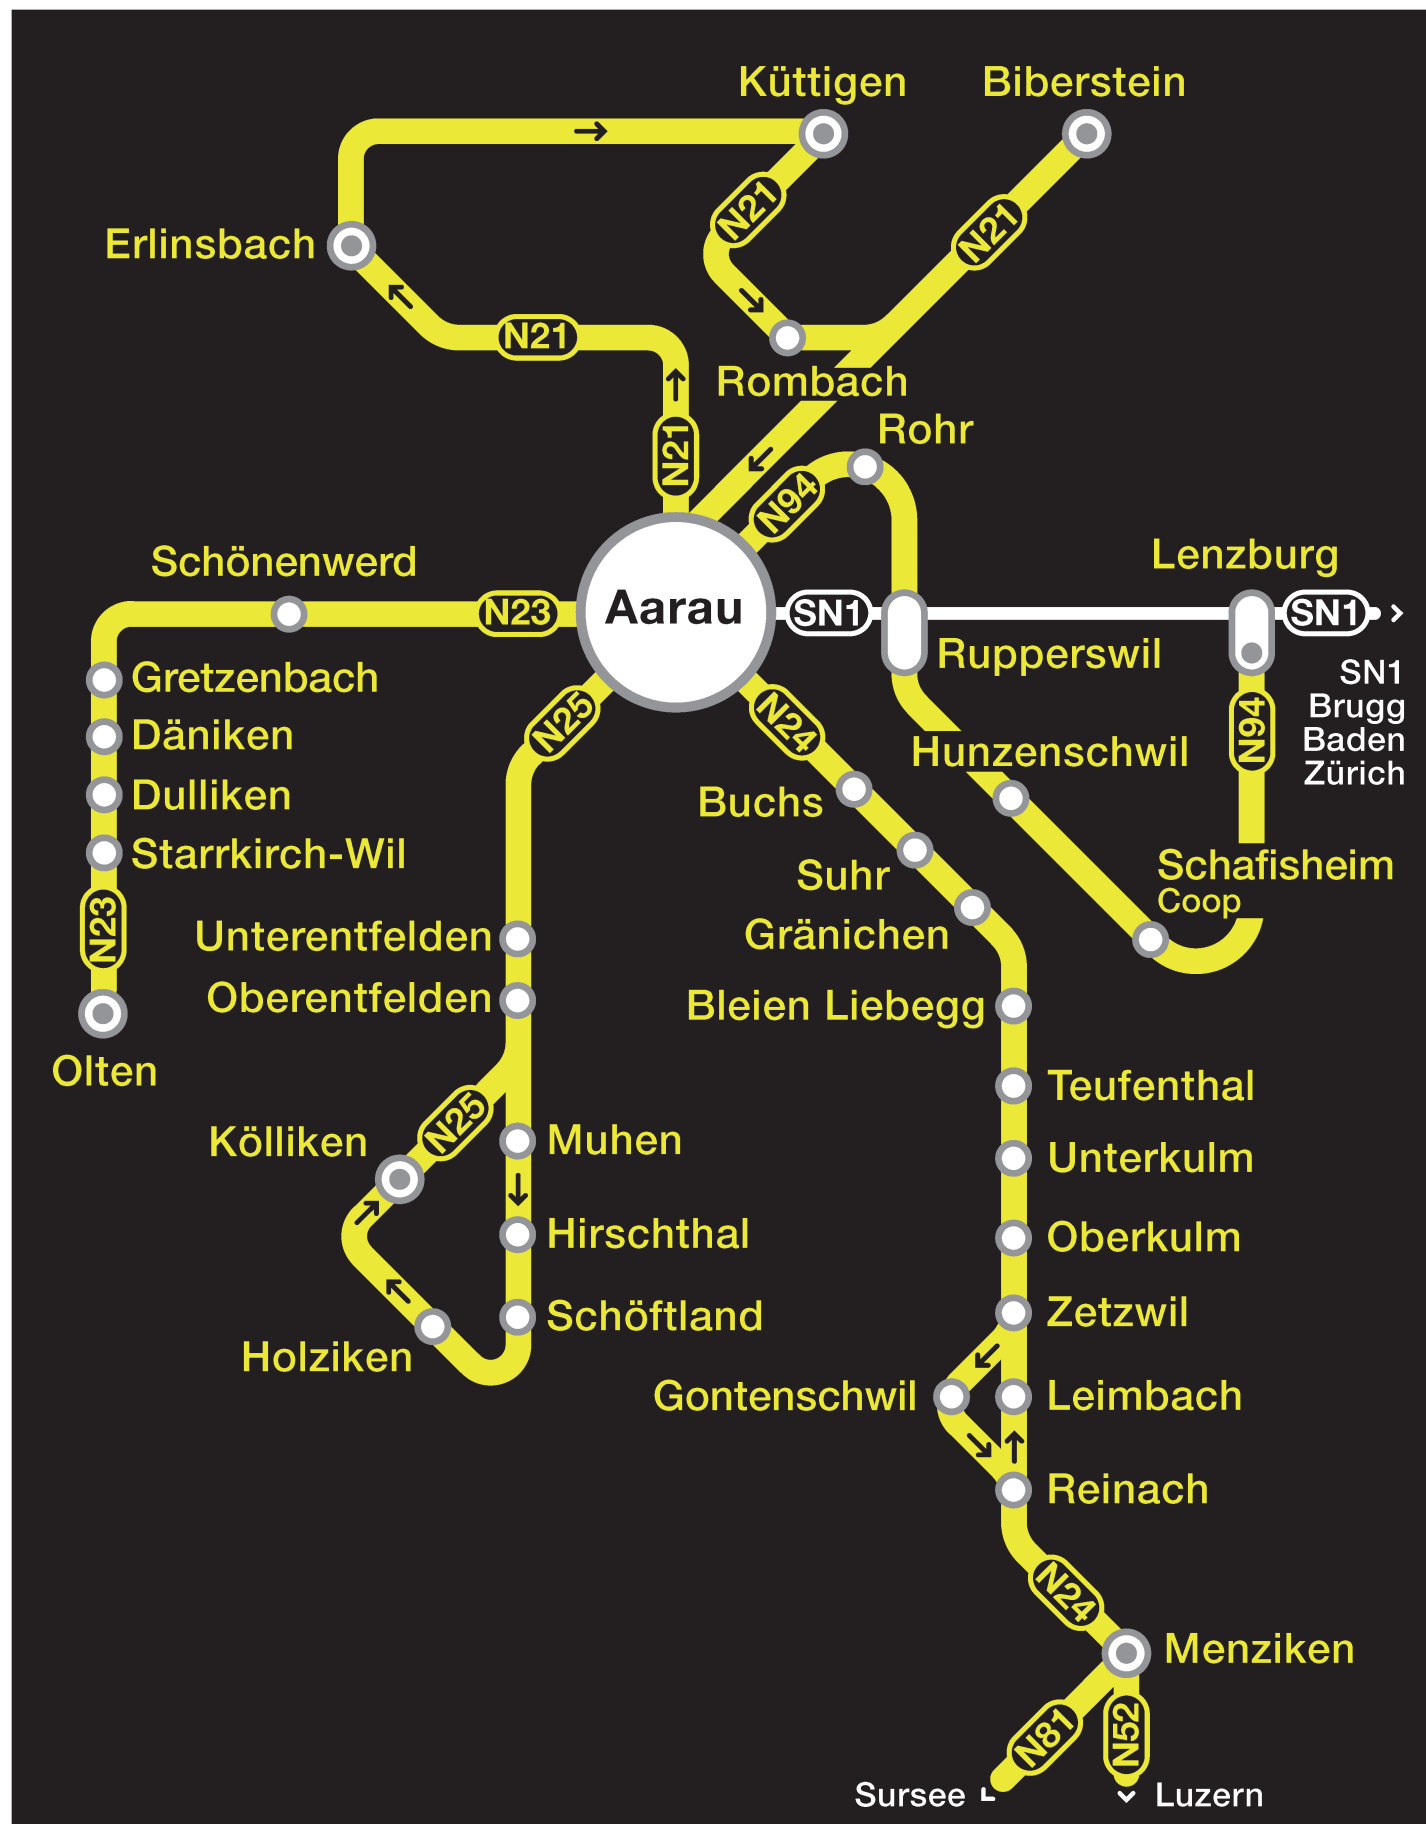 Küttigen
Biberstein
N21
N21
Erlinsbach
N21
Rombach
Rohr
N21
N94
Schönenwerd
Lenzburg
N23
Aarau
SN1
SN1
Rupperswil
SN1
Brugg
Baden
Zürich
Gretzenbach
N25
N24
N94
Däniken
Hunzenschwil
Dulliken
Buchs
Starrkirch-Wil
Suhr
Schafisheim
Coop
N23
Unterentfelden
Gränichen
Oberentfelden
Bleien Liebegg
Olten
Teufenthal
N25
Kölliken
Muhen
Unterkulm
Hirschthal
Oberkulm
Schöftland
Zetzwil
Holziken
Gontenschwil
Leimbach
Reinach
N24
Menziken
N81
N52
Sursee
Luzern